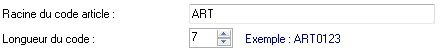 Racine du code article : ART
Longueur du code : 7 Exemple : ART0123